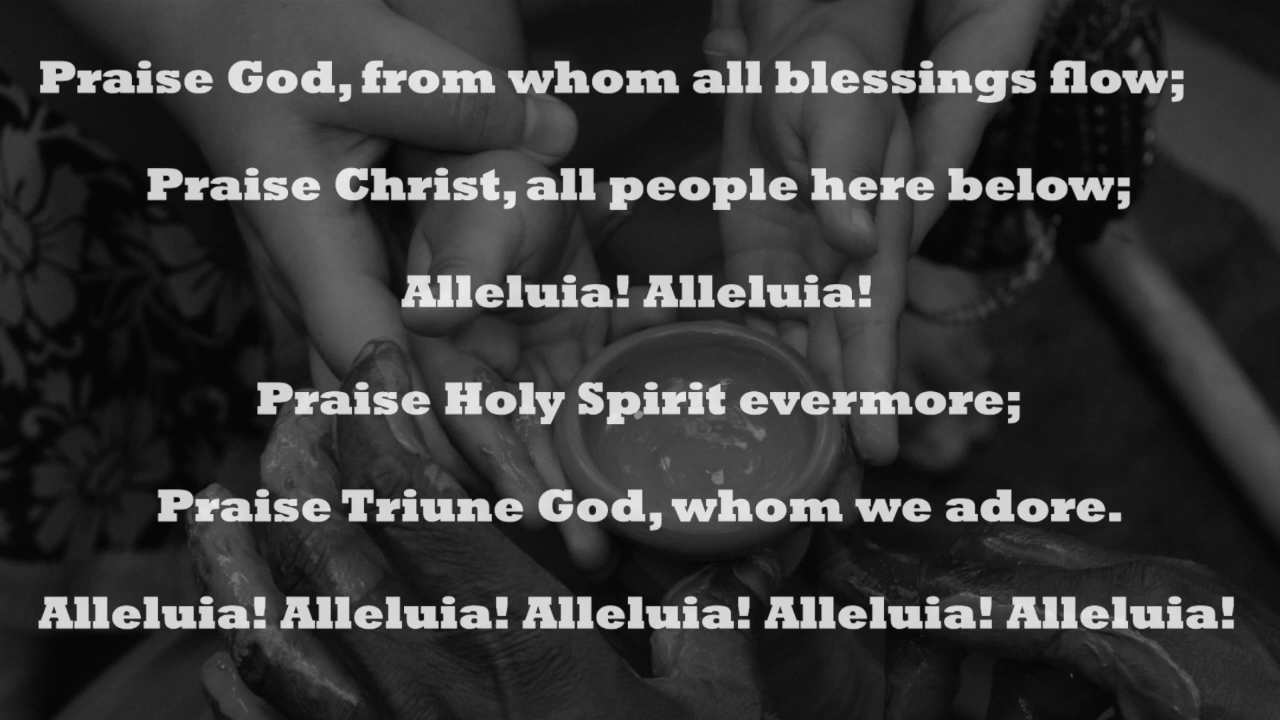 Praise God, from whom all blessings flow;
Praise Christ, all people here below;
Alleluia! Alleluia!
Praise Holy Spirit evermore;
Praise Triune God, whom we adore.
Alleluia! Alleluia! Alleluia! Alleluia! Alleluia!